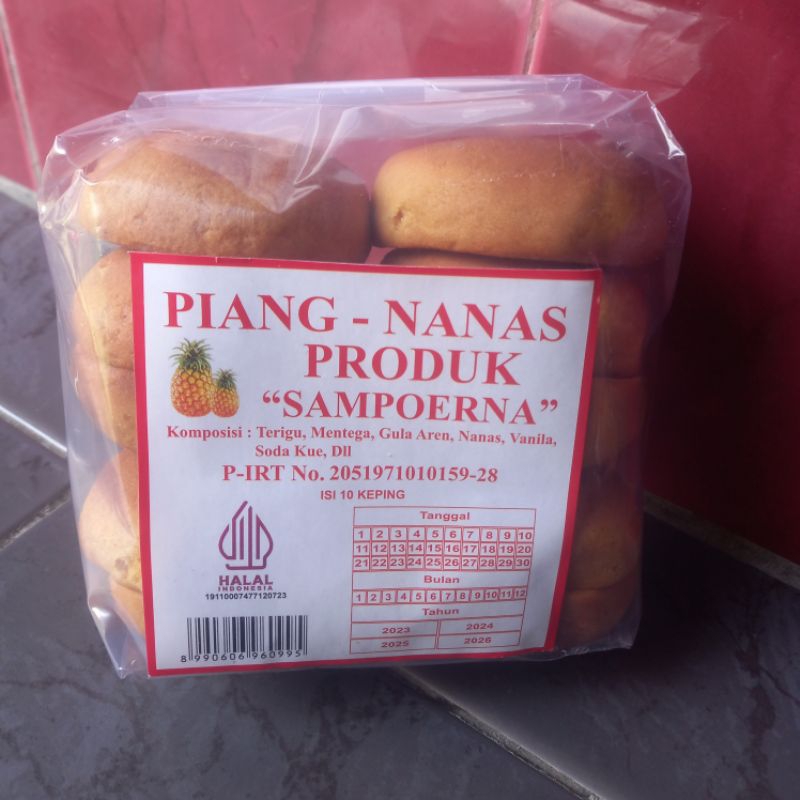 PIANG - NANAS
PRODUK
“SAMPOERNA”
Komposisi : Terigu, Mentega, Gula Aren, Nanas, Vanila,
Soda Kue, Dll
P-IRT No. 2051971010159-28
ISI 10 KEPING
HALAL
INDONESIA
19110007477120723
8 990606 960995
Tanggal
1 2 3 4 5 6 7 8 9 10
11 12 13 14 15 16 17 18 19 20
21 22 23 24 25 26 27 28 29 30
Bulan
1 2 3 4 5 6 7 8 9 10 11 12
Tahun
2023 2024
2025 2026